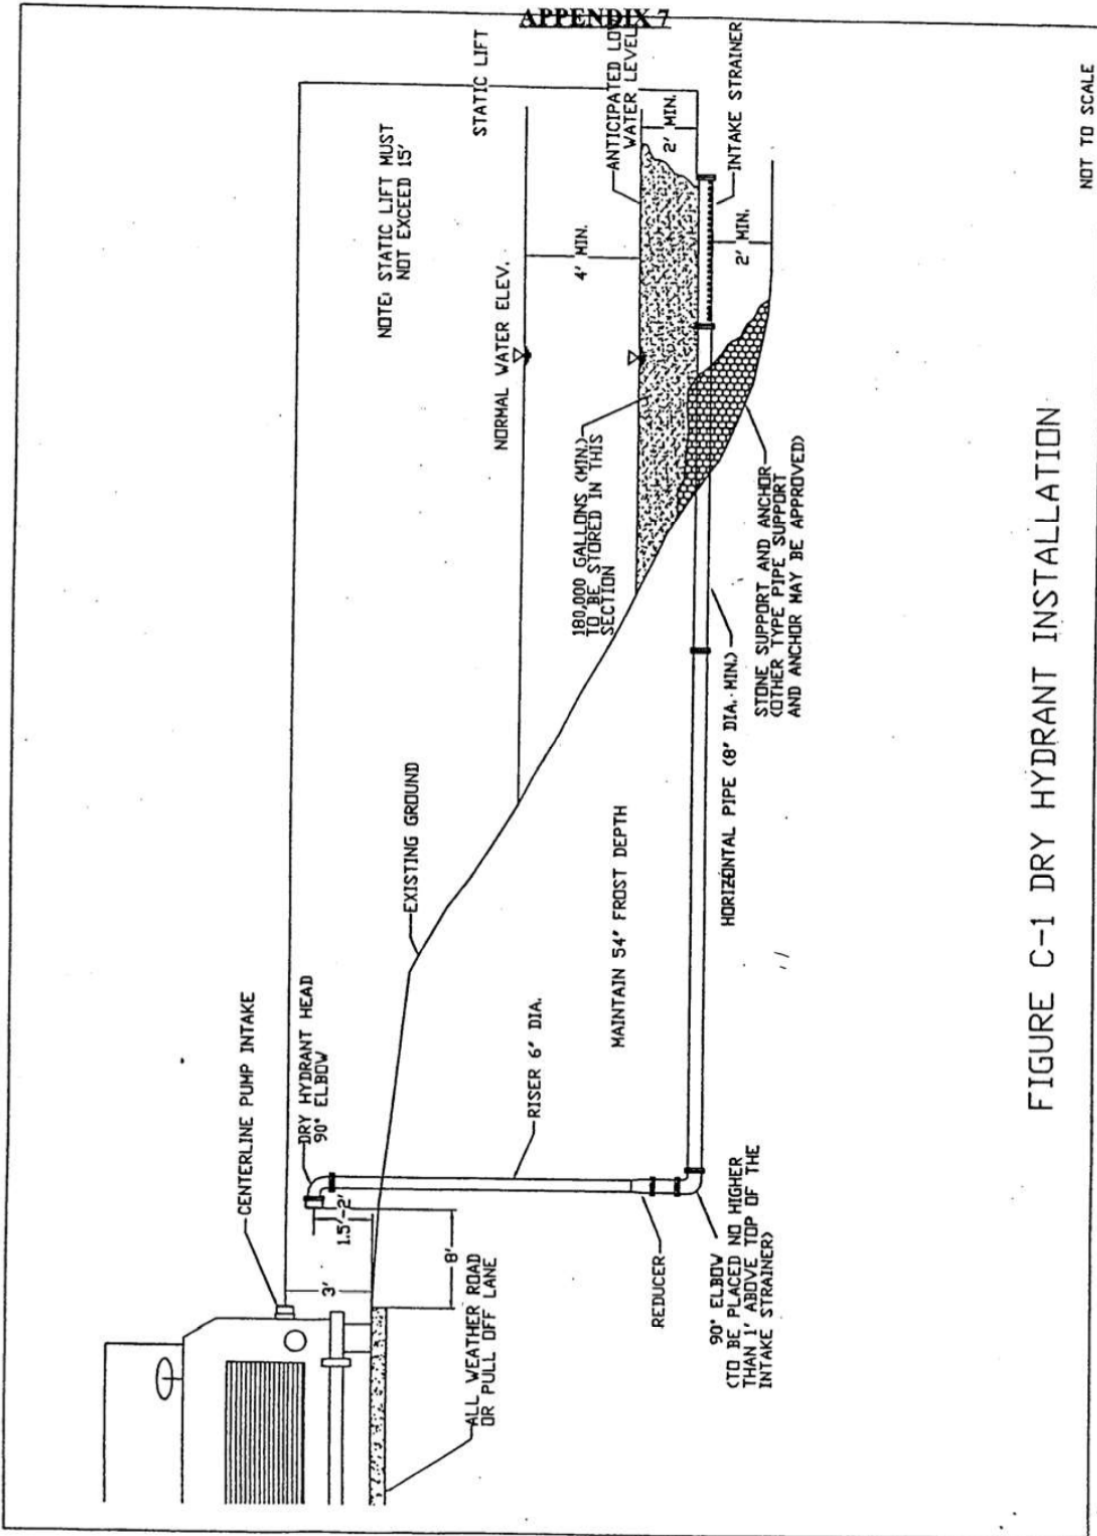 APPENDIX 7
STATIC LIFT
NOTE: STATIC LIFT MUST
NOT EXCEED 15'
NORMAL WATER ELEV.
4' MIN.
ANTICIPATED LO
WATER LEVEL
2' MIN.
INTAKE STRAINER
2' MIN.
180,000 GALLONS (MIN.)
TO BE STORED IN THIS
SECTION
STONE SUPPORT AND ANCHOR
(OTHER TYPE PIPE SUPPORT
AND ANCHOR MAY BE APPROVED)
HORIZONTAL PIPE (8" DIA. MIN.)
EXISTING GROUND
MAINTAIN 54" FROST DEPTH
CENTERLINE PUMP INTAKE
DRY HYDRANT HEAD
90° ELBOW
RISER 6" DIA.
1.5'-2'
3'
8'
ALL WEATHER ROAD
OR PULL OFF LANE
REDUCER
90° ELBOW
(TO BE PLACED NO HIGHER
THAN 1' ABOVE TOP OF THE
INTAKE STRAINER)
FIGURE C-1 DRY HYDRANT INSTALLATION
NOT TO SCALE